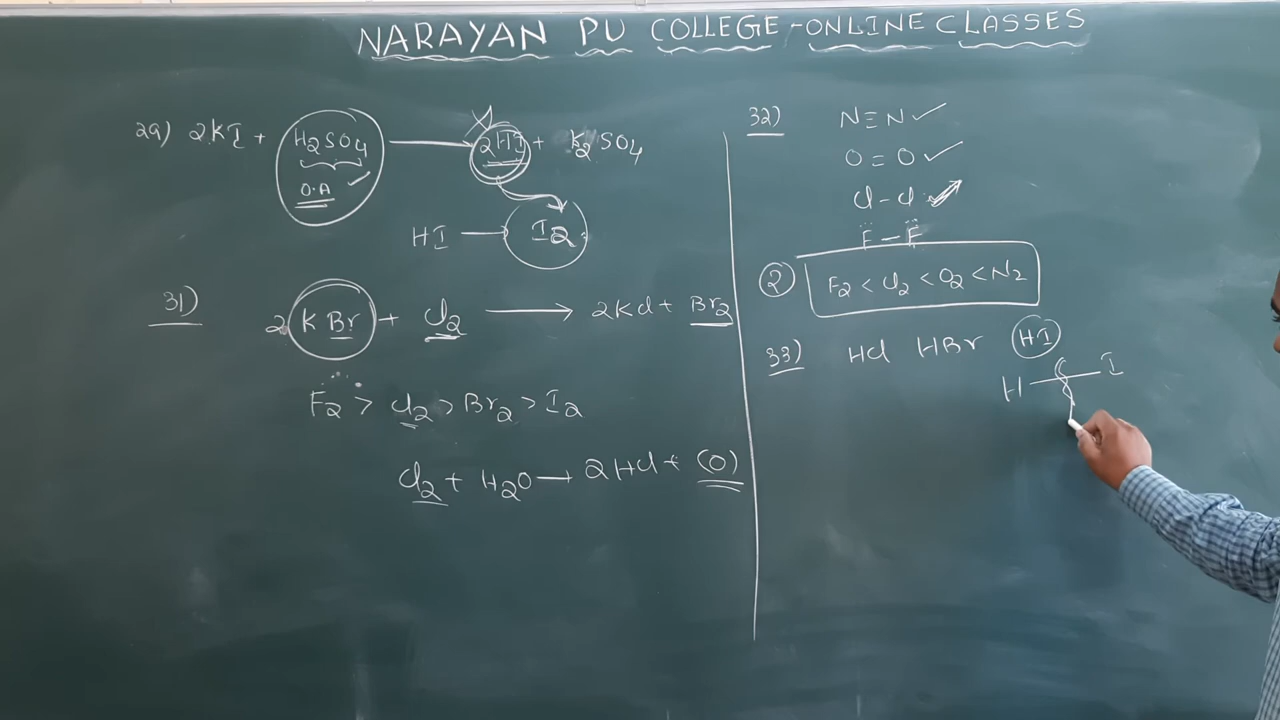 NARAYAN PU COLLEGE-ONLINE CLASSES
29) 2KI + H2SO4 → 2HI + K2SO4
O.A ✓
HI → I2
31) 2KBr + Cl2 → 2KCl + Br2
F2 > Cl2 > Br2 > I2
Cl2 + H2O → 2HCl + (O)
32) N≡N ✓
O=O ✓
Cl-Cl
F-F
② F2 < Cl2 < O2 < N2
33) HCl HBr HI
H I